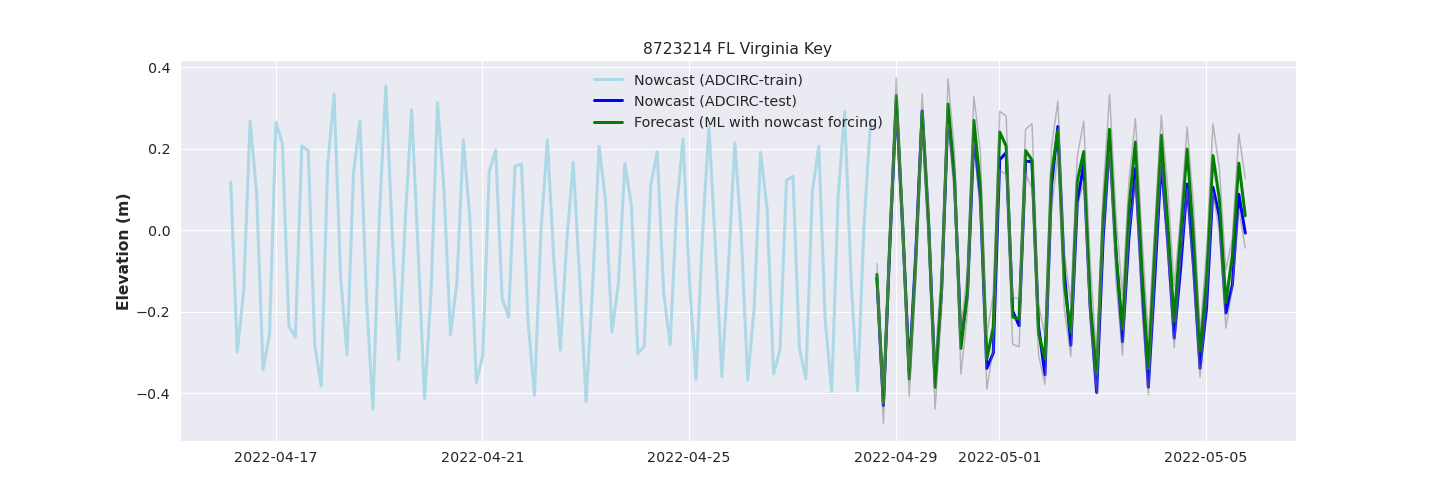 8723214 FL Virginia Key
Nowcast (ADCIRC-train)
Nowcast (ADCIRC-test)
Forecast (ML with nowcast forcing)
Elevation (m)
0.4
0.2
0.0
−0.2
−0.4
2022-04-17
2022-04-21
2022-04-25
2022-04-29
2022-05-01
2022-05-05